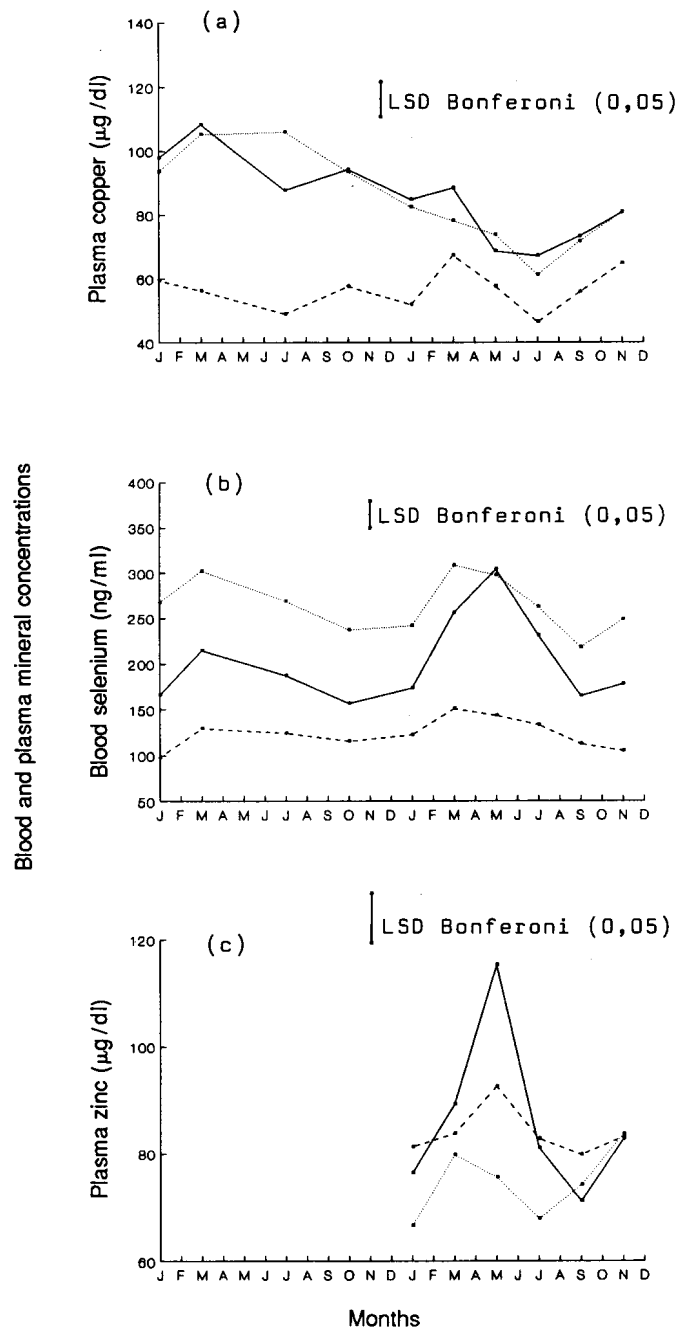 Blood and plasma mineral concentrations
(a)
Plasma copper (µg/dl)
140
120
100
80
60
40
LSD Bonferoni (0,05)
J F M A M J J A S O N D J F M A M J J A S O N D
(b)
Blood selenium (ng/ml)
400
350
300
250
200
150
100
50
LSD Bonferoni (0,05)
J F M A M J J A S O N D J F M A M J J A S O N D
(c)
Plasma zinc (µg/dl)
120
100
80
60
LSD Bonferoni (0,05)
J F M A M J J A S O N D J F M A M J J A S O N D
Months